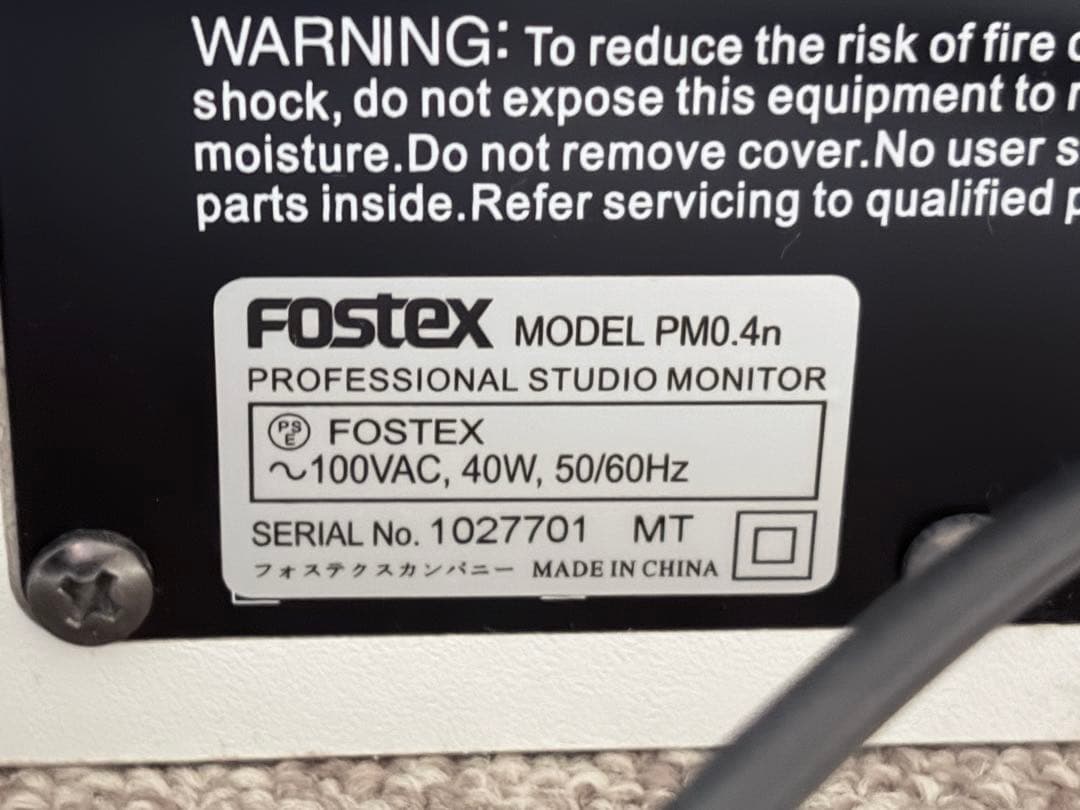 WARNING: To reduce the risk of fire
shock, do not expose this equipment to
moisture.Do not remove cover.No user
parts inside.Refer servicing to qualified
FOSTEX MODEL PM0.4n
PROFESSIONAL STUDIO MONITOR
PSE FOSTEX
~100VAC, 40W, 50/60Hz
SERIAL No. 1027701 MT
フォステクスカンパニー MADE IN CHINA